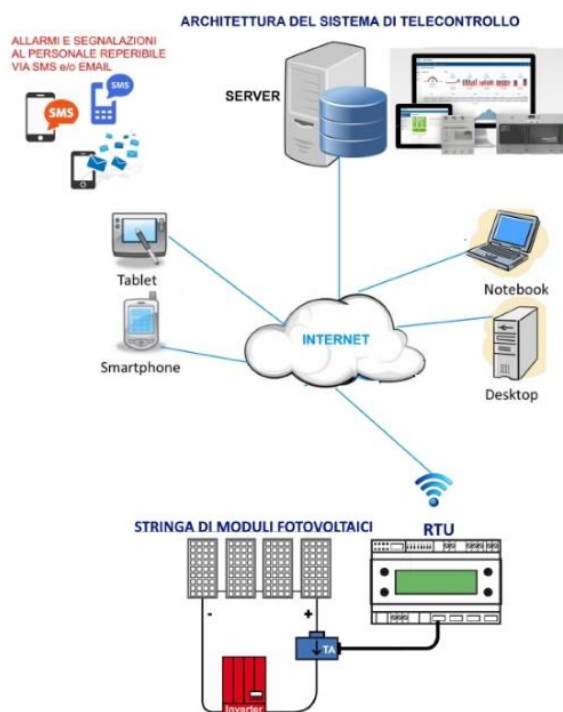 ARCHITETTURA DEL SISTEMA DI TELECONTROLLO
ALLARMI E SEGNALAZIONI
AL PERSONALE REPERIBILE
VIA SMS e/o EMAIL
SMS
SMS
SERVER
Tablet
Notebook
INTERNET
Smartphone
Desktop
STRINGA DI MODULI FOTOVOLTAICI
RTU
-
+
TA
Inverter